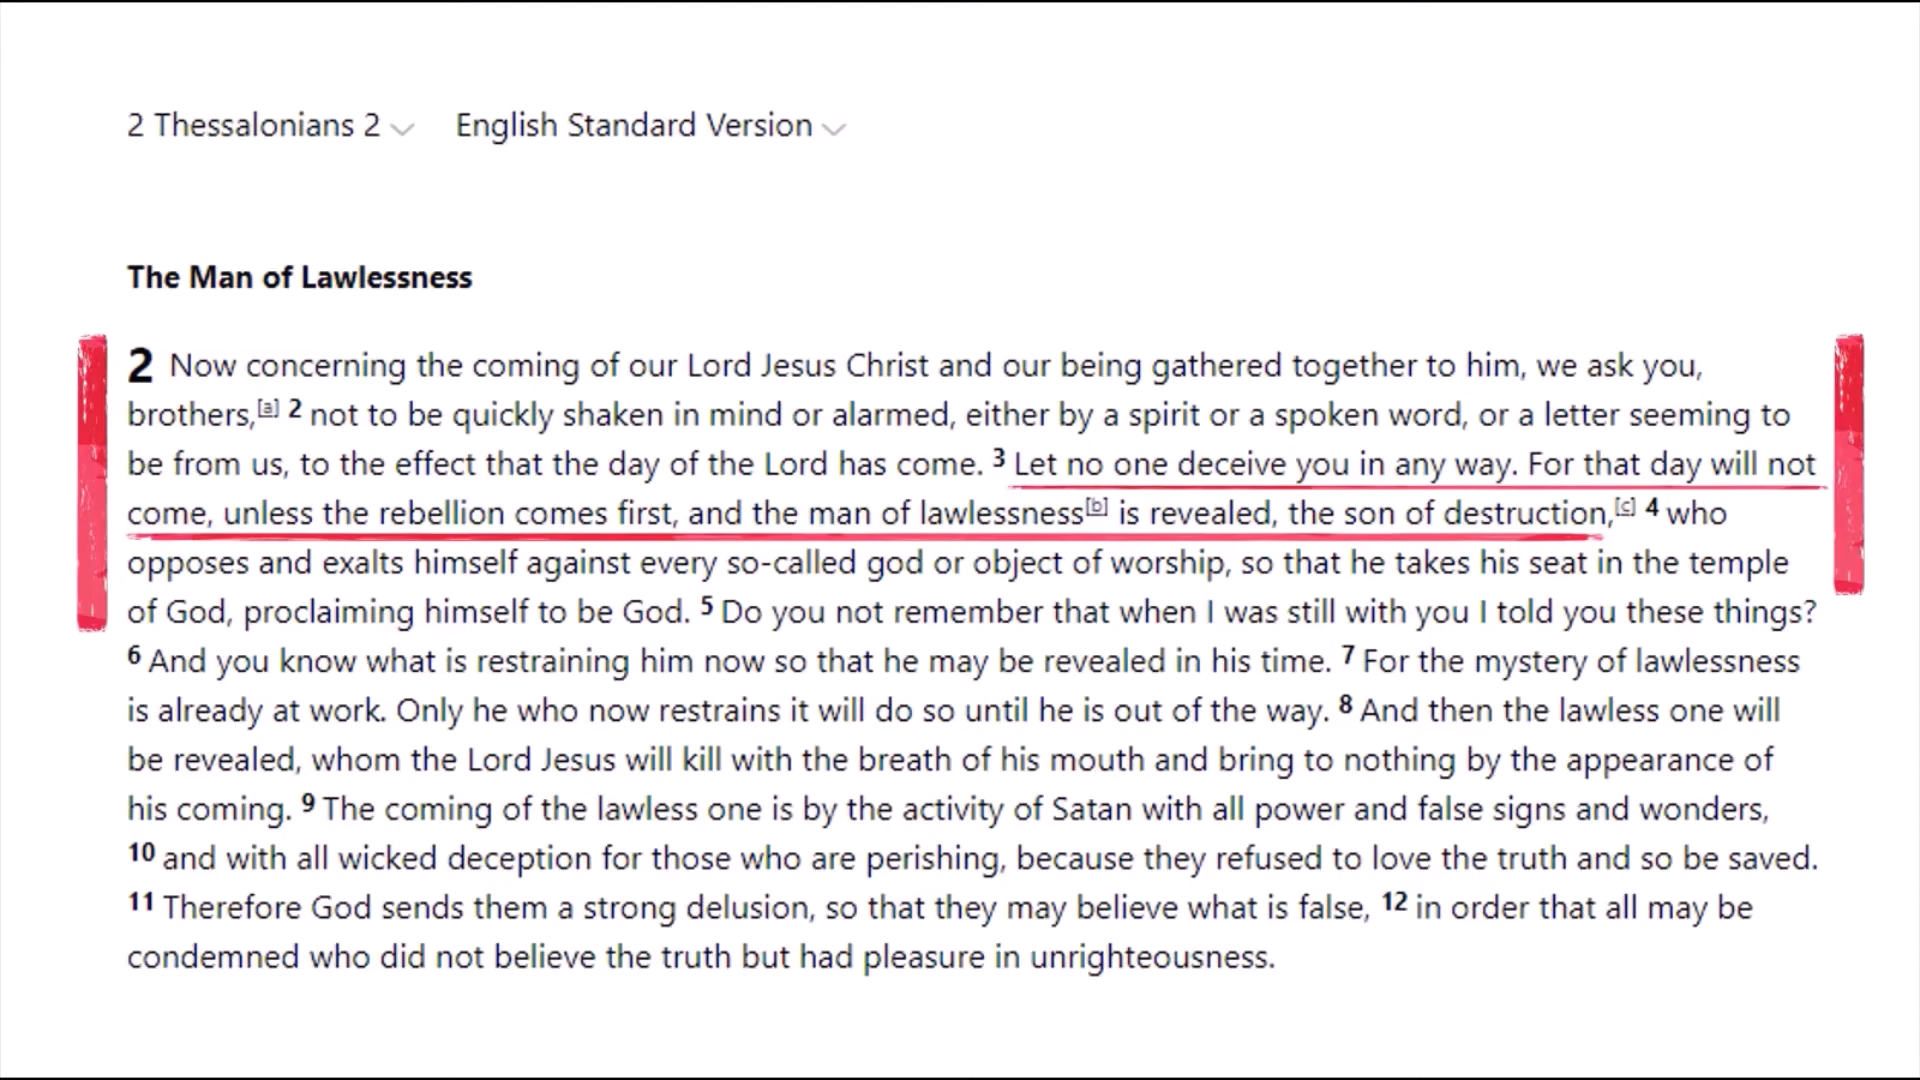 2 Thessalonians 2 English Standard Version
The Man of Lawlessness
2 Now concerning the coming of our Lord Jesus Christ and our being gathered together to him, we ask you,
brothers,[a] 2 not to be quickly shaken in mind or alarmed, either by a spirit or a spoken word, or a letter seeming to
be from us, to the effect that the day of the Lord has come. 3 Let no one deceive you in any way. For that day will not
come, unless the rebellion comes first, and the man of lawlessness[b] is revealed, the son of destruction,[c] 4 who
opposes and exalts himself against every so-called god or object of worship, so that he takes his seat in the temple
of God, proclaiming himself to be God. 5 Do you not remember that when I was still with you I told you these things?
6 And you know what is restraining him now so that he may be revealed in his time. 7 For the mystery of lawlessness
is already at work. Only he who now restrains it will do so until he is out of the way. 8 And then the lawless one will
be revealed, whom the Lord Jesus will kill with the breath of his mouth and bring to nothing by the appearance of
his coming. 9 The coming of the lawless one is by the activity of Satan with all power and false signs and wonders,
10 and with all wicked deception for those who are perishing, because they refused to love the truth and so be saved.
11 Therefore God sends them a strong delusion, so that they may believe what is false, 12 in order that all may be
condemned who did not believe the truth but had pleasure in unrighteousness.